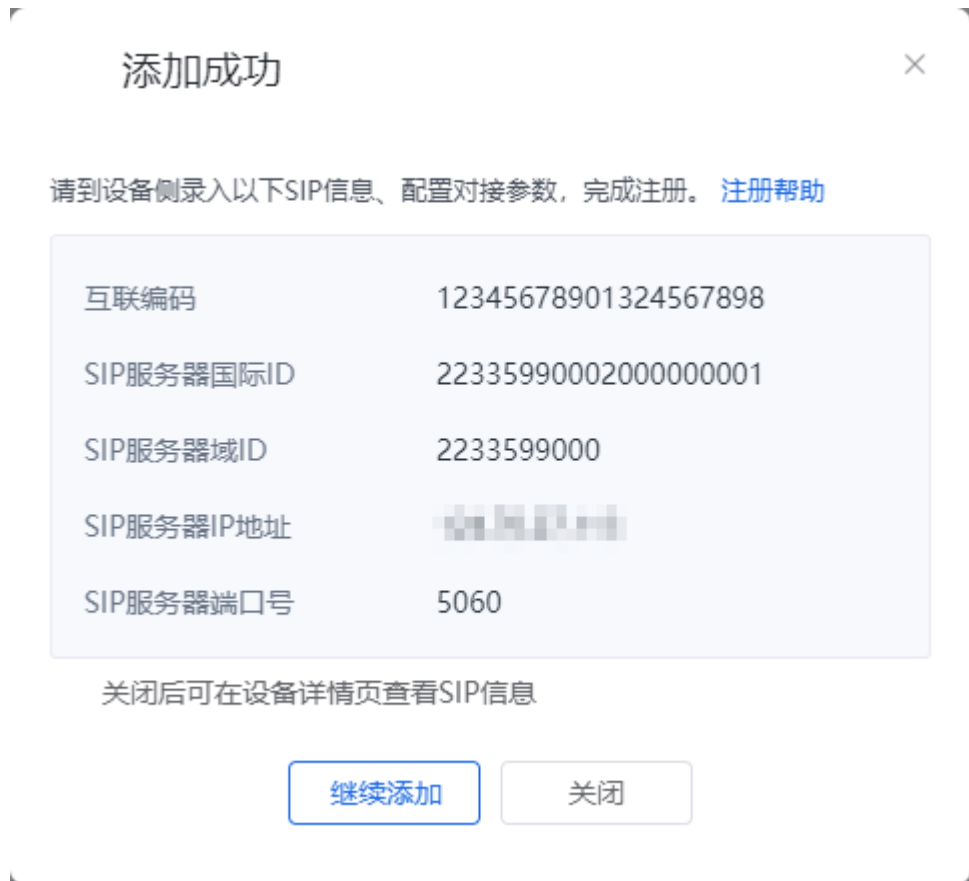 添加成功
请到设备侧录入以下SIP信息、配置对接参数，完成注册。 注册帮助
互联编码 12345678901324567898
SIP服务器国际ID 22335990002000000001
SIP服务器域ID 2233599000
SIP服务器IP地址
SIP服务器端口号 5060
关闭后可在设备详情页查看SIP信息
继续添加 关闭